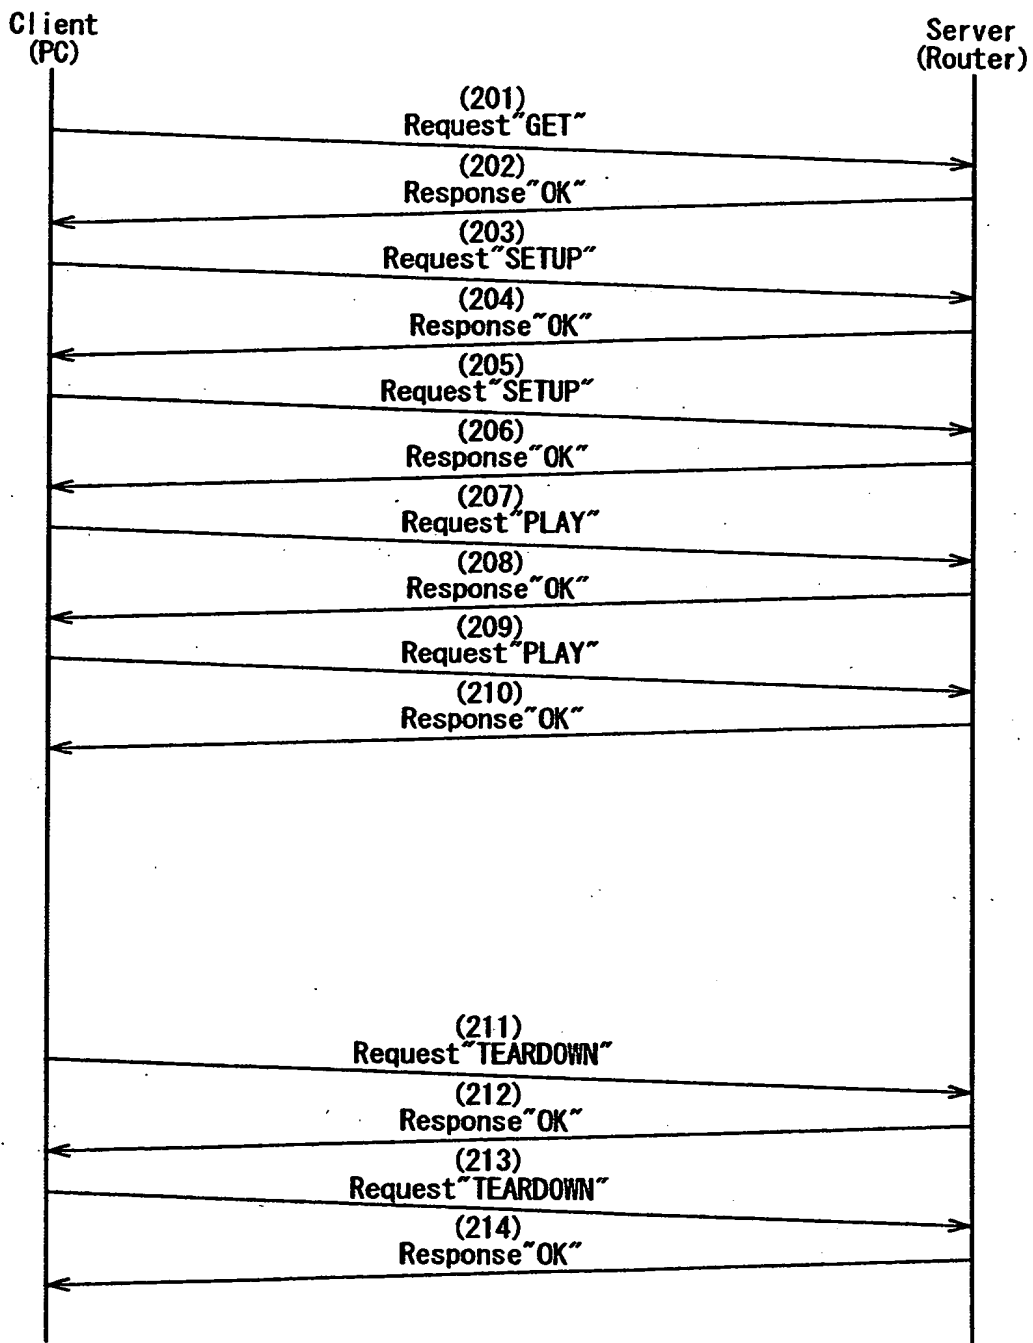 Client
(PC)
Server
(Router)
(201)
Request"GET"
(202)
Response"OK"
(203)
Request"SETUP"
(204)
Response"OK"
(205)
Request"SETUP"
(206)
Response"OK"
(207)
Request"PLAY"
(208)
Response"OK"
(209)
Request"PLAY"
(210)
Response"OK"
(211)
Request"TEARDOWN"
(212)
Response"OK"
(213)
Request"TEARDOWN"
(214)
Response"OK"